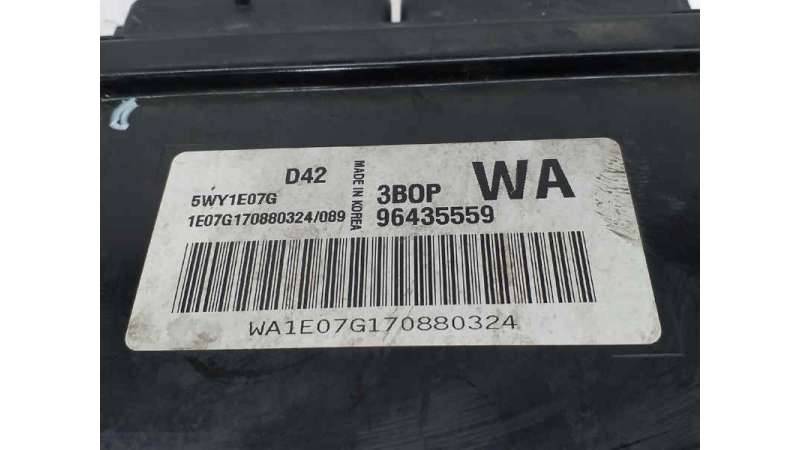 D42
5WY1E07G
1E07G170880324/089
MADE IN KOREA
3BOP
96435559
WA
WA1E07G170880324